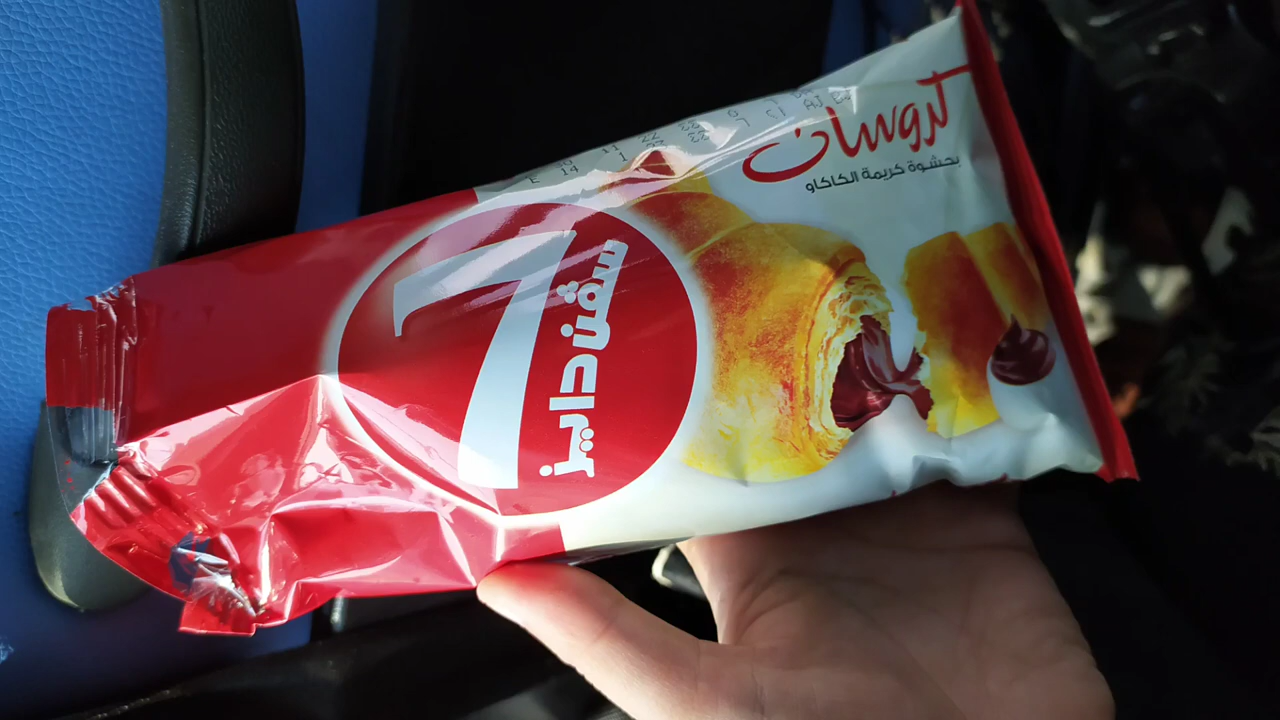 كرواسان
بحشوة كريمة الكاكاو
7
سفن دايز